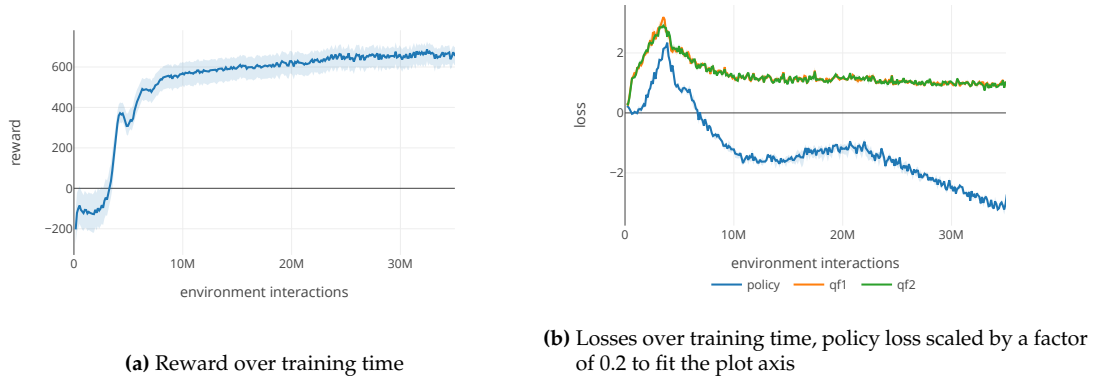 600
400
200
0
−200
reward
0
10M
20M
30M
environment interactions
(a) Reward over training time
2
0
−2
loss
0
10M
20M
30M
environment interactions
policy
qf1
qf2
(b) Losses over training time, policy loss scaled by a factor
of 0.2 to fit the plot axis